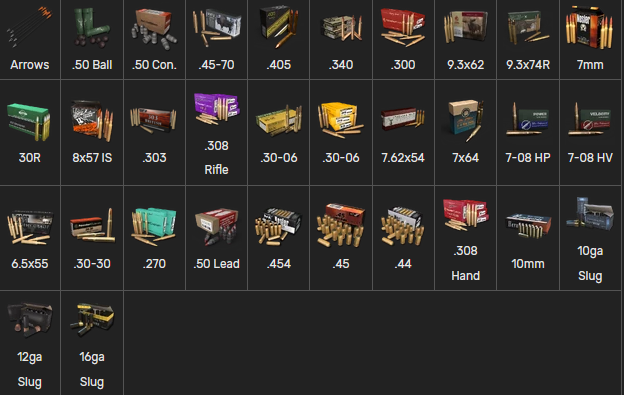 Arrows
.50 Ball
.50 Con.
.45-70
.405
.340
.300
9.3x62
9.3x74R
7mm
30R
8x57 IS
.303
.308
Rifle
.30-06
.30-06
7.62x54
7x64
7-08 HP
7-08 HV
6.5x55
.30-30
.270
.50 Lead
.454
.45
.44
.308
Hand
10mm
10ga
Slug
12ga
Slug
16ga
Slug